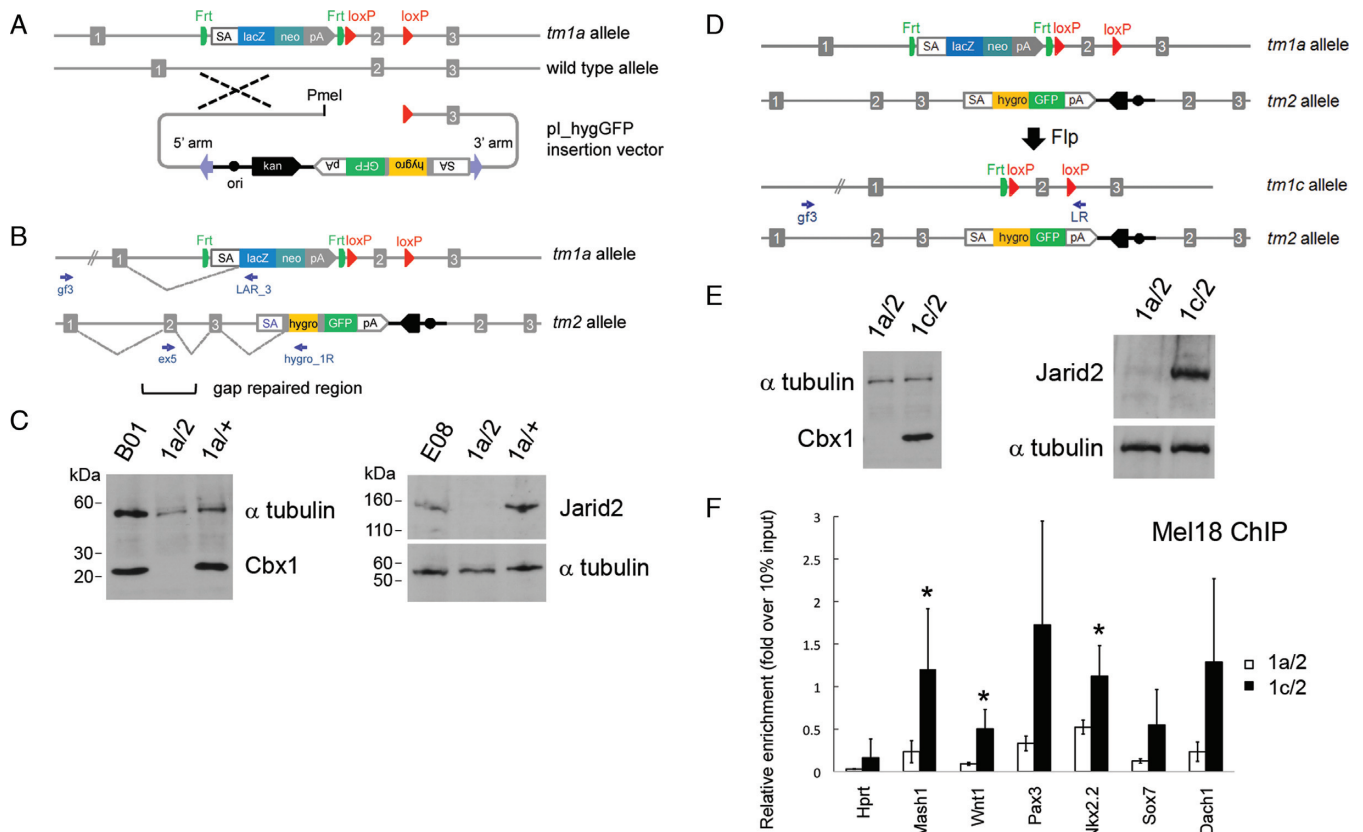 A
Frt Frt loxP loxP
1 SA lacZ neo pA 2 3 tm1a allele
1 2 3 wild type allele
PmeI
3
5' arm 3' arm pI_hygGFP
insertion vector
kan pA GFP hygro SA
ori
B
Frt Frt loxP loxP
1 SA lacZ neo pA 2 3 tm1a allele
gf3 LAR_3
1 2 3 SA hygro GFP pA 2 3 tm2 allele
ex5 hygro_1R
gap repaired region
C
B01 1a/2 1a/+
kDa
60
30
20
α tubulin
Cbx1
E08 1a/2 1a/+
kDa
160
110
60
50
Jarid2
α tubulin
D
Frt Frt loxP loxP
1 SA lacZ neo pA 2 3 tm1a allele
1 2 3 SA hygro GFP pA 2 3 tm2 allele
Flp
Frt loxP loxP
// 1 2 3 tm1c allele
gf3 LR
1 2 3 SA hygro GFP pA 2 3 tm2 allele
E
1a/2 1c/2
α tubulin
Cbx1
1a/2 1c/2
Jarid2
α tubulin
F
Mel18 ChIP
Relative enrichment (fold over 10% input)
3
2.5
2
1.5
1
0.5
0
* * *
1a/2
1c/2
Hprt Mash1 Wnt1 Pax3 Nkx2.2 Sox7 Dach1